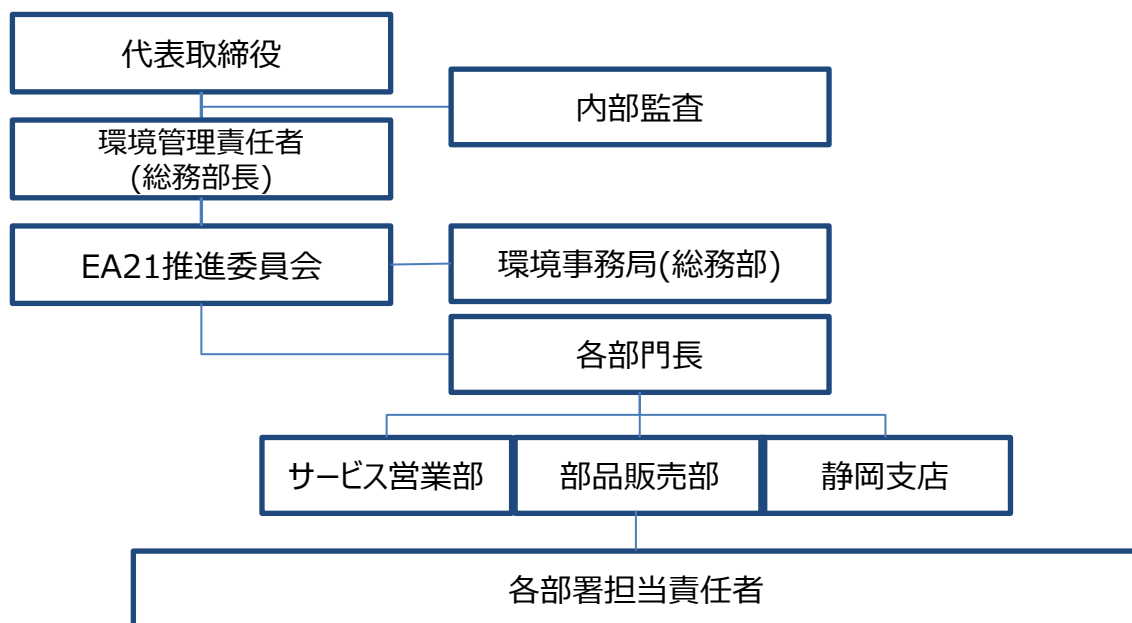 代表取締役
内部監査
環境管理責任者
(総務部長)
EA21推進委員会
環境事務局(総務部)
各部門長
サービス営業部
部品販売部
静岡支店
各部署担当責任者